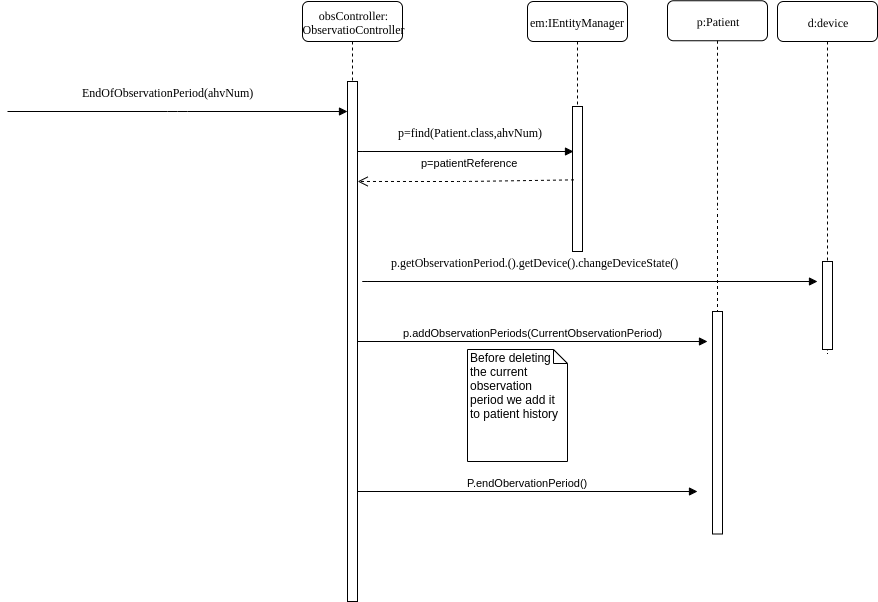 obsController:
ObservatioController
em:IEntityManager
p:Patient
d:device
EndOfObservationPeriod(ahvNum)
p=find(Patient.class,ahvNum)
p=patientReference
p.getObservationPeriod.().getDevice().changeDeviceState()
p.addObservationPeriods(CurrentObservationPeriod)
Before deleting
the current
observation
period we add it
to patient history
P.endObervationPeriod()